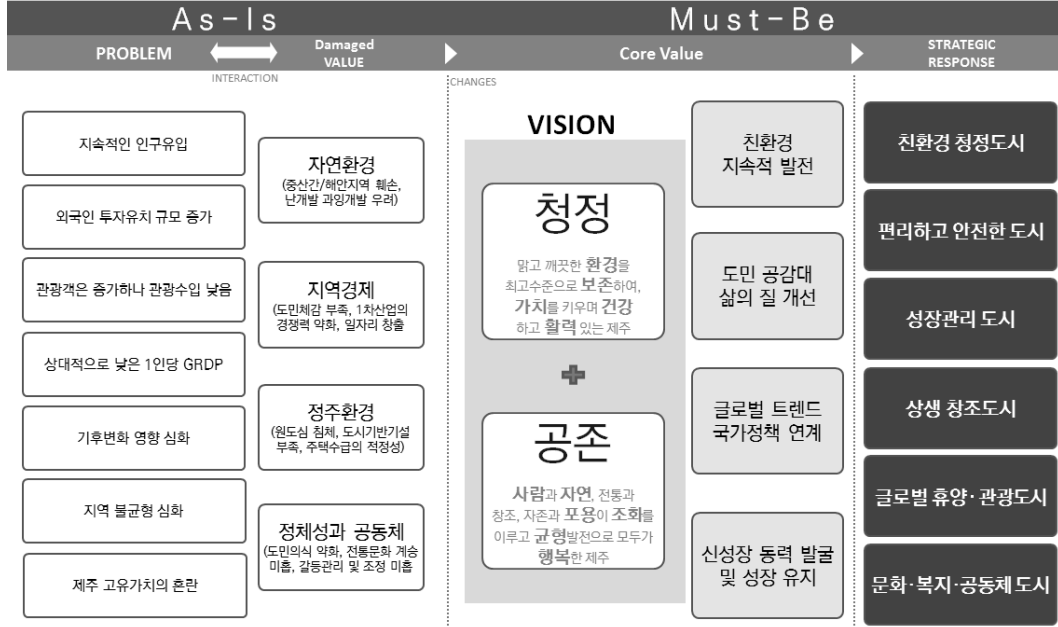 As-Is
Must-Be
PROBLEM
Damaged
VALUE
Core Value
STRATEGIC
RESPONSE
INTERACTION
CHANGES
지속적인 인구유입
외국인 투자유치 규모 증가
관광객은 증가하나 관광수입 낮음
상대적으로 낮은 1인당 GRDP
기후변화 영향 심화
지역 불균형 심화
제주 고유가치의 혼란
자연환경
(중산간/해안지역 훼손,
난개발 과잉개발 우려)
지역경제
(도민체감 부족, 1차산업의
경쟁력 약화, 일자리 창출
정주환경
(원도심 침체, 도시기반기설
부족, 주택수급의 적정성)
정체성과 공동체
(도민의식 약화, 전통문화 계승
미흡, 갈등관리 및 조정 미흡
VISION
청정
맑고 깨끗한 환경을
최고수준으로 보존하여,
가치를 키우며 건강
하고 활력 있는 제주
공존
사람과 자연, 전통과
창조, 자존과 포용이 조화를
이루고 균형발전으로 모두가
행복한 제주
친환경
지속적 발전
도민 공감대
삶의 질 개선
글로벌 트렌드
국가정책 연계
신성장 동력 발굴
및 성장 유지
친환경 청정도시
편리하고 안전한 도시
성장관리 도시
상생 창조도시
글로벌 휴양·관광도시
문화·복지·공동체 도시